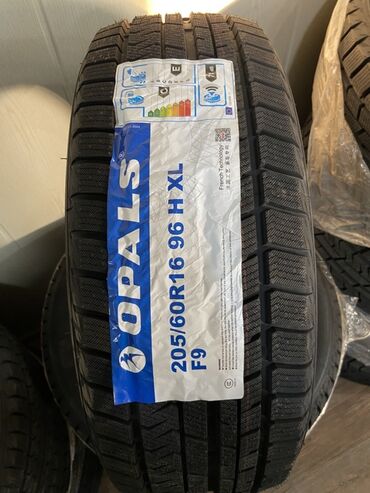 OPALS
205/60R16 96 H XL
F9
French-Technology
E